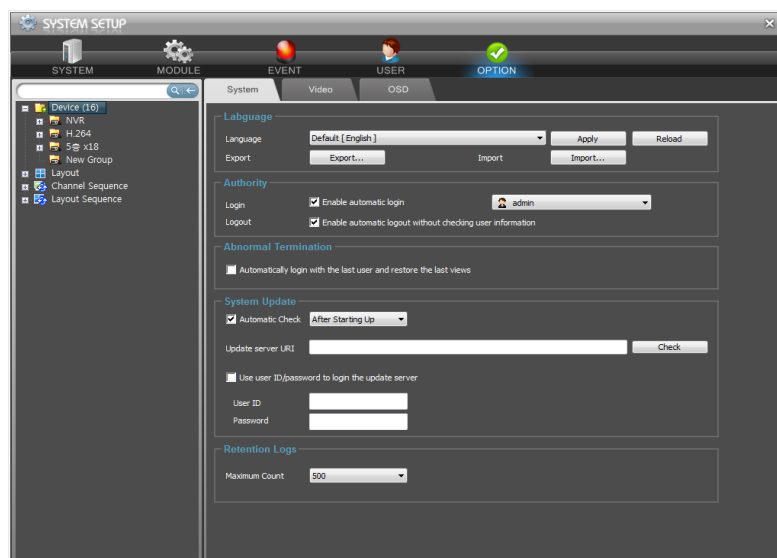 SYSTEM SETUP
SYSTEM MODULE EVENT USER OPTION
Device (16)
NVR
H.264
5층 x18
New Group
Layout
Channel Sequence
Layout Sequence
System Video OSD
Labguage
Language Default [ English ] Apply Reload
Export Export... Import Import...
Authority
Login Enable automatic login admin
Logout Enable automatic logout without checking user information
Abnormal Termination
Automatically login with the last user and restore the last views
System Update
Automatic Check After Starting Up
Update server URI Check
Use user ID/password to login the update server
User ID
Password
Retention Logs
Maximum Count 500